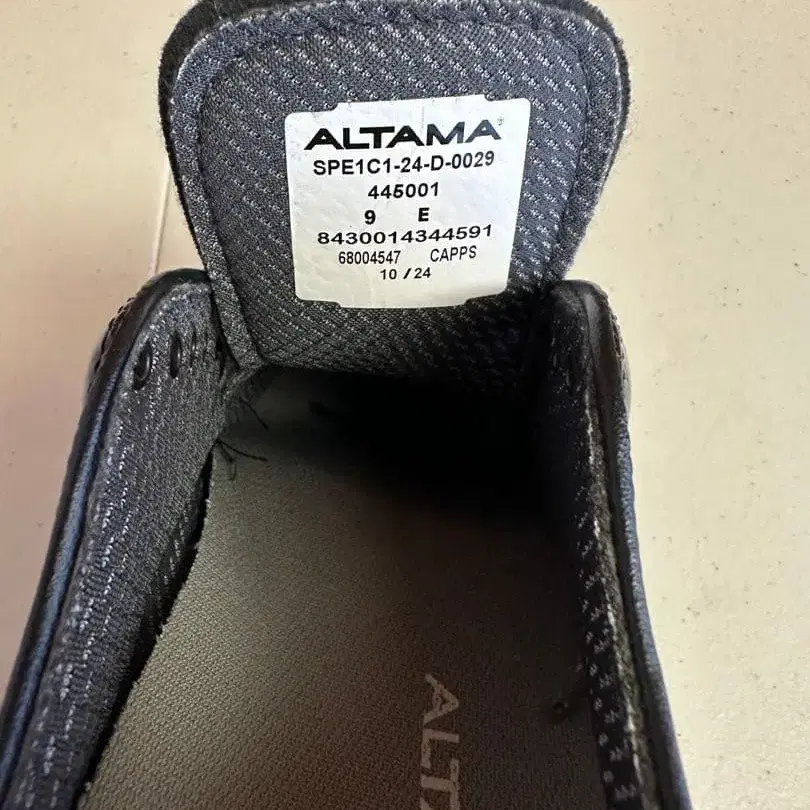 ALTAMA®
SPE1C1-24-D-0029
445001
9 E
8430014344591
68004547 CAPPS
10/24
ALTA